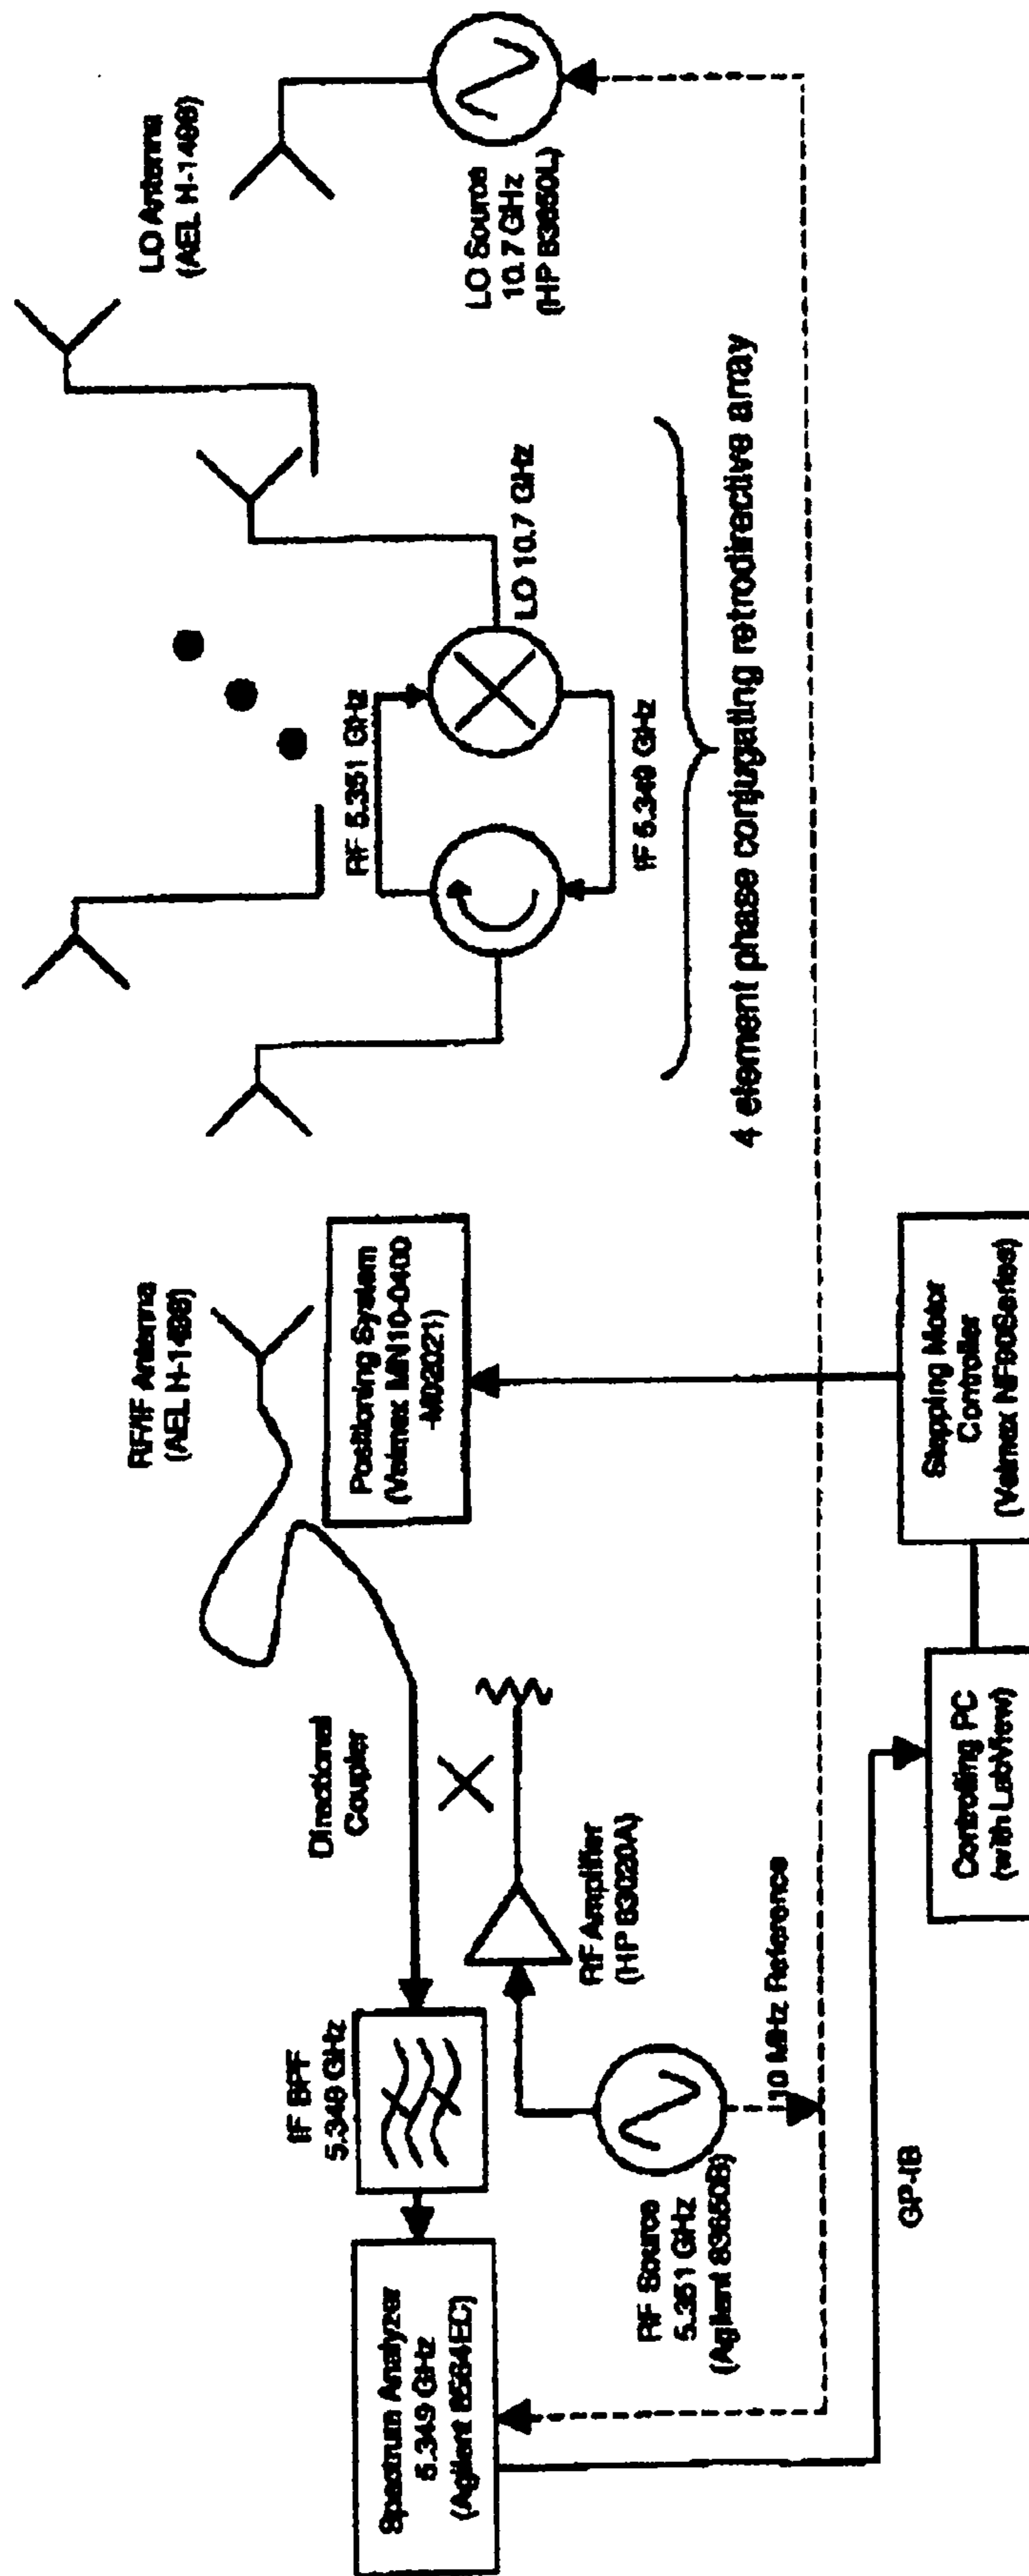 Spectrum Analyzer
5.349 GHz
(Agilent 8564EC)
IF BPF
5.349 GHz
Directional
Coupler
RF/IF Antenna
(AEL H-1498)
Positioning System
(Velmex MN10-0400
-M02021)
RF Source
5.351 GHz
(Agilent 83650B)
RF Amplifier
(HP 83020A)
10 MHz Reference
GP-IB
Controlling PC
(with LabView)
Stepping Motor
Controller
(Velmex NF90Series)
RF 5.351 GHz
IF 5.349 GHz
LO 10.7 GHz
4 element phase conjugating retrodirective array
LO Antenna
(AEL H-1498)
LO Source
10.7 GHz
(HP 83650L)